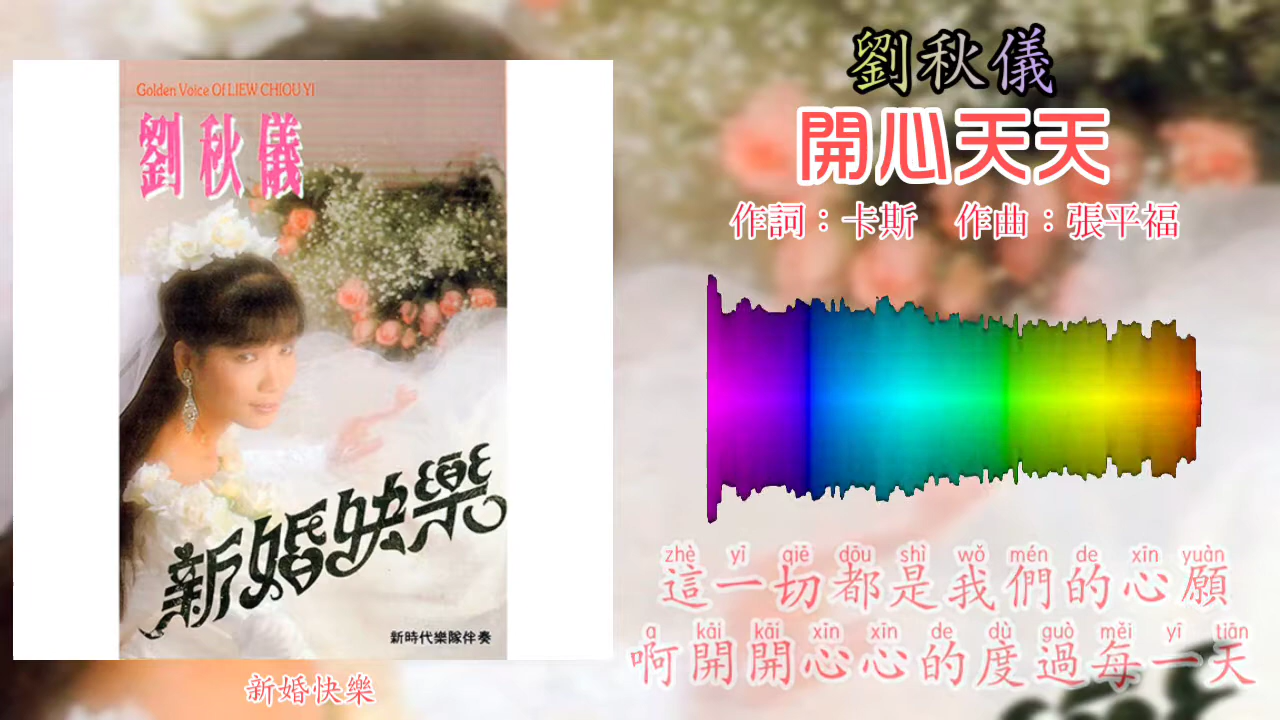 Golden Voice Of LIEW CHIOU YI
劉秋儀
新婚快樂
新時代樂隊伴奏
新婚快樂
劉秋儀
開心天天
作詞：卡斯 作曲：張平福
zhè yī qiē dōu shì wǒ mén de xīn yuàn
這一切都是我們的心願
a kāi kāi xīn xīn de dù guò měi yī tiān
啊開開心心的度過每一天